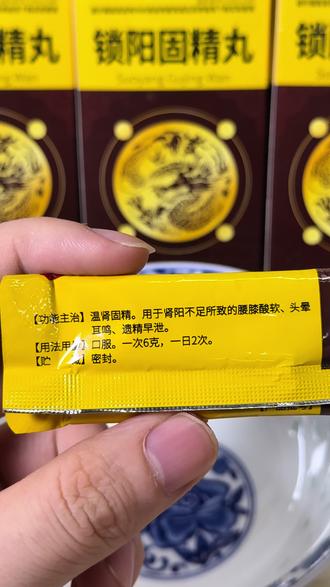 锁阳固精丸
Suoyang Gujing Wan
锁
【功能主治】温肾固精。用于肾阳不足所致的腰膝酸软、头晕
耳鸣、遗精早泄。
【用法用量】口服。一次6克，一日2次。
【贮 藏】密封。